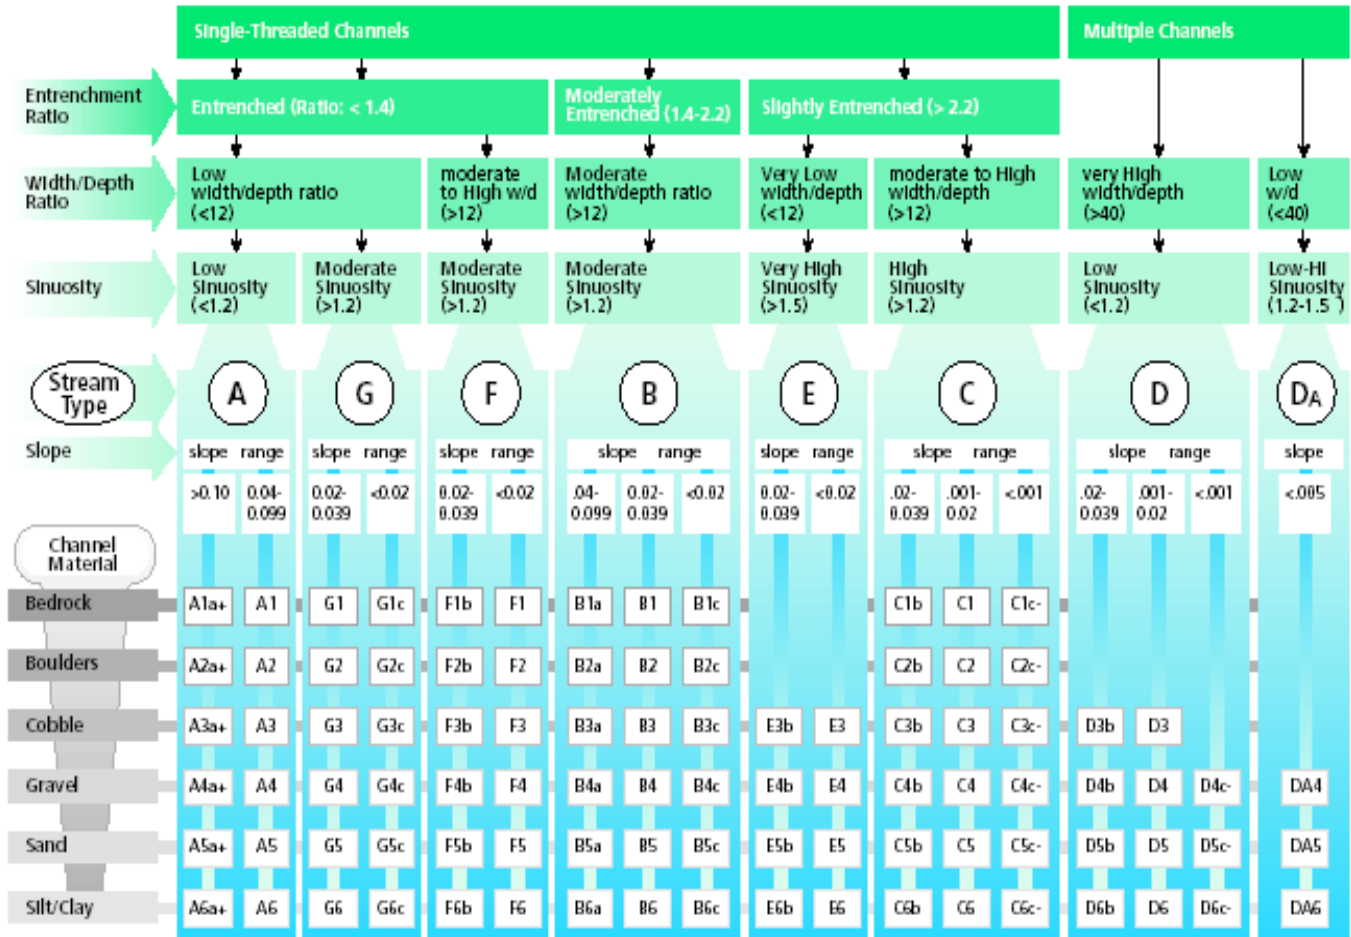 Single-Threaded Channels
Multiple Channels
Entrenchment
Ratio
Entrenched (Ratio: < 1.4)
Moderately
Entrenched (1.4-2.2)
Slightly Entrenched (> 2.2)
Width/Depth
Ratio
Low
width/depth ratio
(<12)
moderate
to High w/d
(>12)
Moderate
width/depth ratio
(>12)
Very Low
width/depth
(<12)
moderate to High
width/depth
(>12)
very High
width/depth
(>40)
Low
w/d
(<40)
Sinuosity
Low
Sinuosity
(<1.2)
Moderate
Sinuosity
(>1.2)
Moderate
Sinuosity
(>1.2)
Moderate
Sinuosity
(>1.2)
Very High
Sinuosity
(>1.5)
High
Sinuosity
(>1.2)
Low
Sinuosity
(<1.2)
Low-Hi
Sinuosity
(1.2-1.5)
Stream
Type
A G F B E C D DA
Slope
slope range slope range slope range slope range slope range slope range slope range slope
>0.10
0.04-
0.099
0.02-
0.039
<0.02
0.02-
0.039
<0.02
.04-
0.099
0.02-
0.039
<0.02
0.02-
0.039
<0.02
.02-
0.039
.001-
0.02
<.001
.02-
0.039
.001-
0.02
<.001
<.005
Channel
Material
Bedrock A1a+ A1 G1 G1c F1b F1 B1a B1 B1c C1b C1 C1c-
Boulders A2a+ A2 G2 G2c F2b F2 B2a B2 B2c C2b C2 C2c-
Cobble A3a+ A3 G3 G3c F3b F3 B3a B3 B3c E3b E3 C3b C3 C3c- D3b D3
Gravel A4a+ A4 G4 G4c F4b F4 B4a B4 B4c E4b E4 C4b C4 C4c- D4b D4 D4c- DA4
Sand A5a+ A5 G5 G5c F5b F5 B5a B5 B5c E5b E5 C5b C5 C5c- D5b D5 D5c- DA5
Silt/Clay A6a+ A6 G6 G6c F6b F6 B6a B6 B6c E6b E6 C6b C6 C6c- D6b D6 D6c- DA6